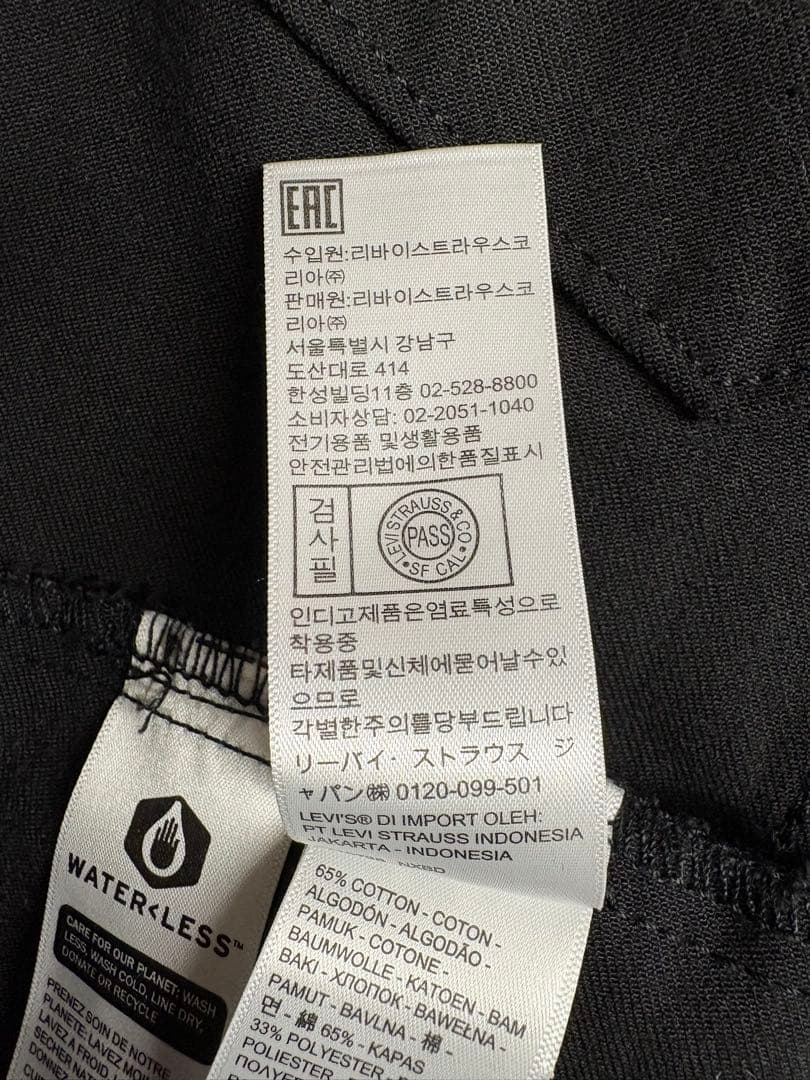 EAC
수입원:리바이스트라우스코
리아㈜
판매원:리바이스트라우스코
리아㈜
서울특별시 강남구
도산대로 414
한성빌딩11층 02-528-8800
소비자상담: 02-2051-1040
전기용품 및생활용품
안전관리법에의한품질표시
검
사
필
LEVI STRAUSS & CO
PASS
•SF CAL•
인디고제품은염료특성으로
착용중
타제품및신체에묻어날수있
으므로
각별한주의를당부드립니다
リーバイ・ストラウス ジ
ャパン㈱ 0120-099-501
LEVI'S® DI IMPORT OLEH:
PT LEVI STRAUSS INDONESIA
JAKARTA - INDONESIA
WATER<LESS™
CARE FOR OUR PLANET: WASH
LESS, WASH COLD, LINE DRY,
DONATE OR RECYCLE
PRENEZ SOIN DE NOTRE
PLANÈTE: LAVEZ MOINS
LAVEZ À FROID,
SÉCHER NATU
DONNE
65% COTTON - COTON -
ALGODÓN - ALGODÃO -
PAMUK - COTONE -
BAUMWOLLE - KATOEN - BAM
BAKI - ХЛОПОК - BAWEŁNA -
PAMUT - BAVLNA - 棉 -
면 - 綿 65% - KAPAS
33% POLYESTER -
POLIESTER